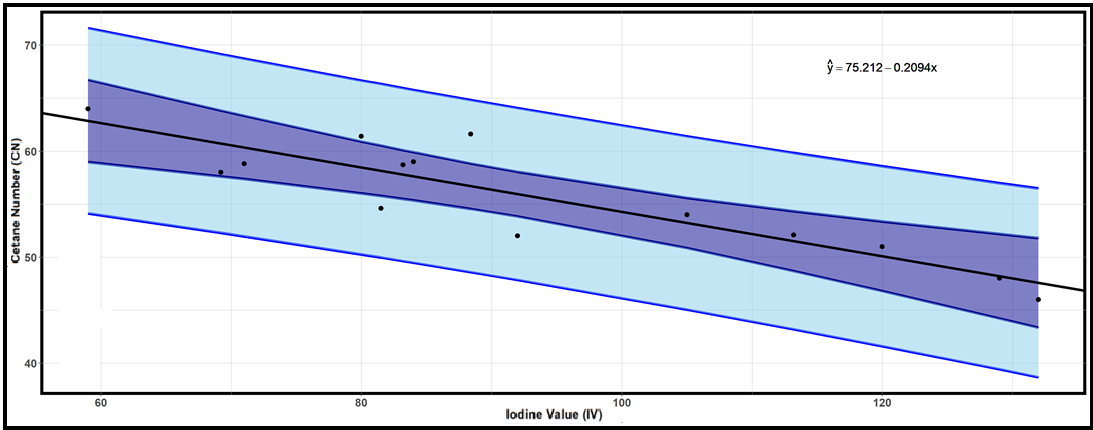 70
60
50
40
Cetane Number (CN)
ŷ = 75.212 – 0.2094x
60 80 100 120
Iodine Value (IV)